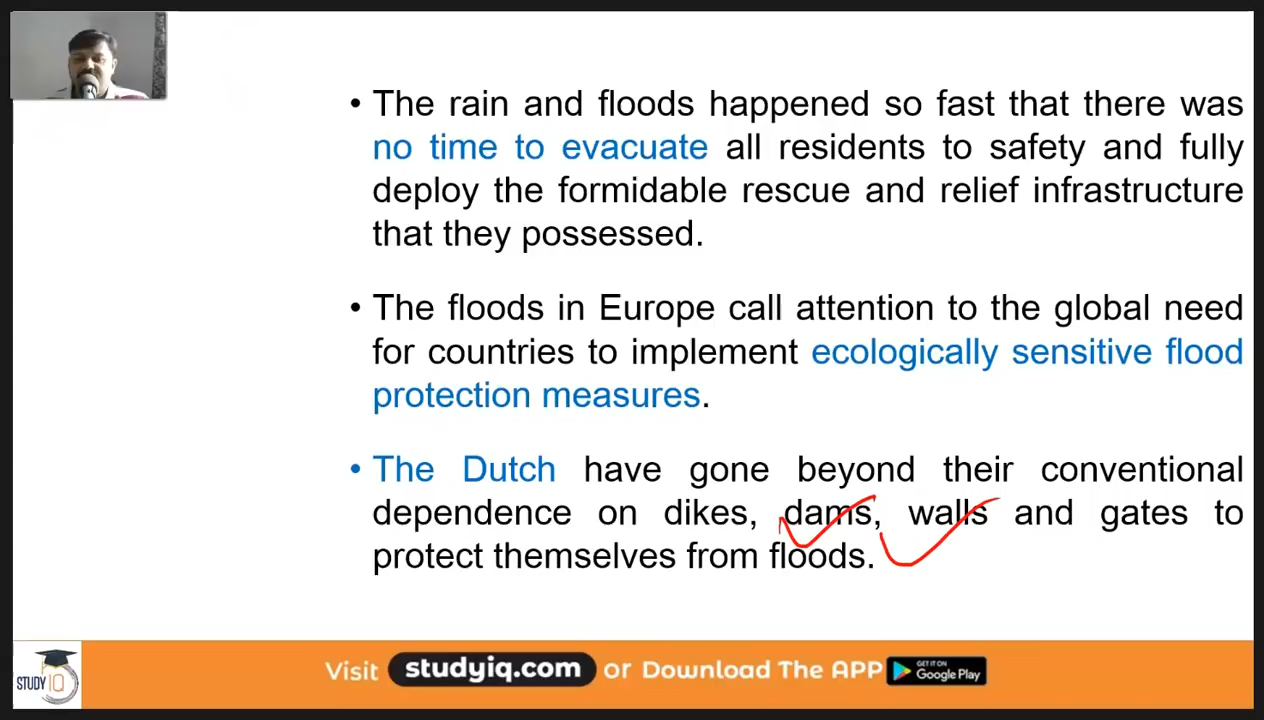 • The rain and floods happened so fast that there was
no time to evacuate all residents to safety and fully
deploy the formidable rescue and relief infrastructure
that they possessed.
• The floods in Europe call attention to the global need
for countries to implement ecologically sensitive flood
protection measures.
• The Dutch have gone beyond their conventional
dependence on dikes, dams, walls and gates to
protect themselves from floods.
STUDY IQ
Visit studyiq.com or Download The APP GET IT ON Google Play